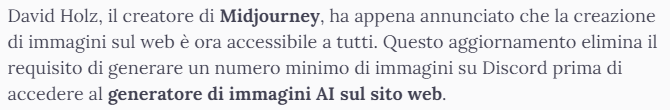 David Holz, il creatore di Midjourney, ha appena annunciato che la creazione
di immagini sul web è ora accessibile a tutti. Questo aggiornamento elimina il
requisito di generare un numero minimo di immagini su Discord prima di
accedere al generatore di immagini AI sul sito web.